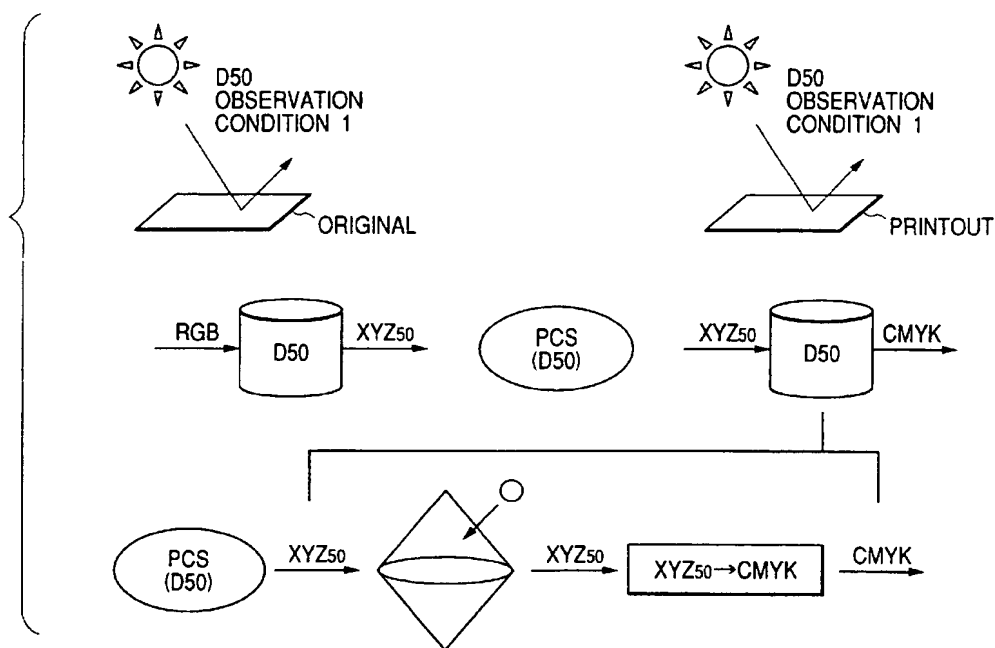 D50
OBSERVATION
CONDITION 1
ORIGINAL
D50
OBSERVATION
CONDITION 1
PRINTOUT
RGB
D50
XYZ50
PCS
(D50)
XYZ50
D50
CMYK
PCS
(D50)
XYZ50
XYZ50
XYZ50→CMYK
CMYK